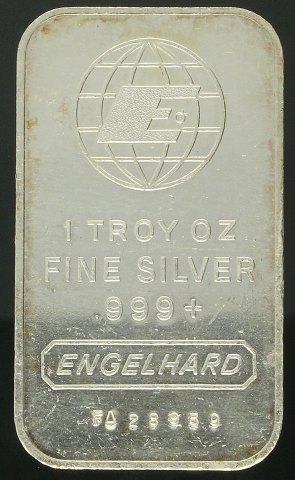 E
1 TROY OZ
FINE SILVER
.999+
ENGELHARD